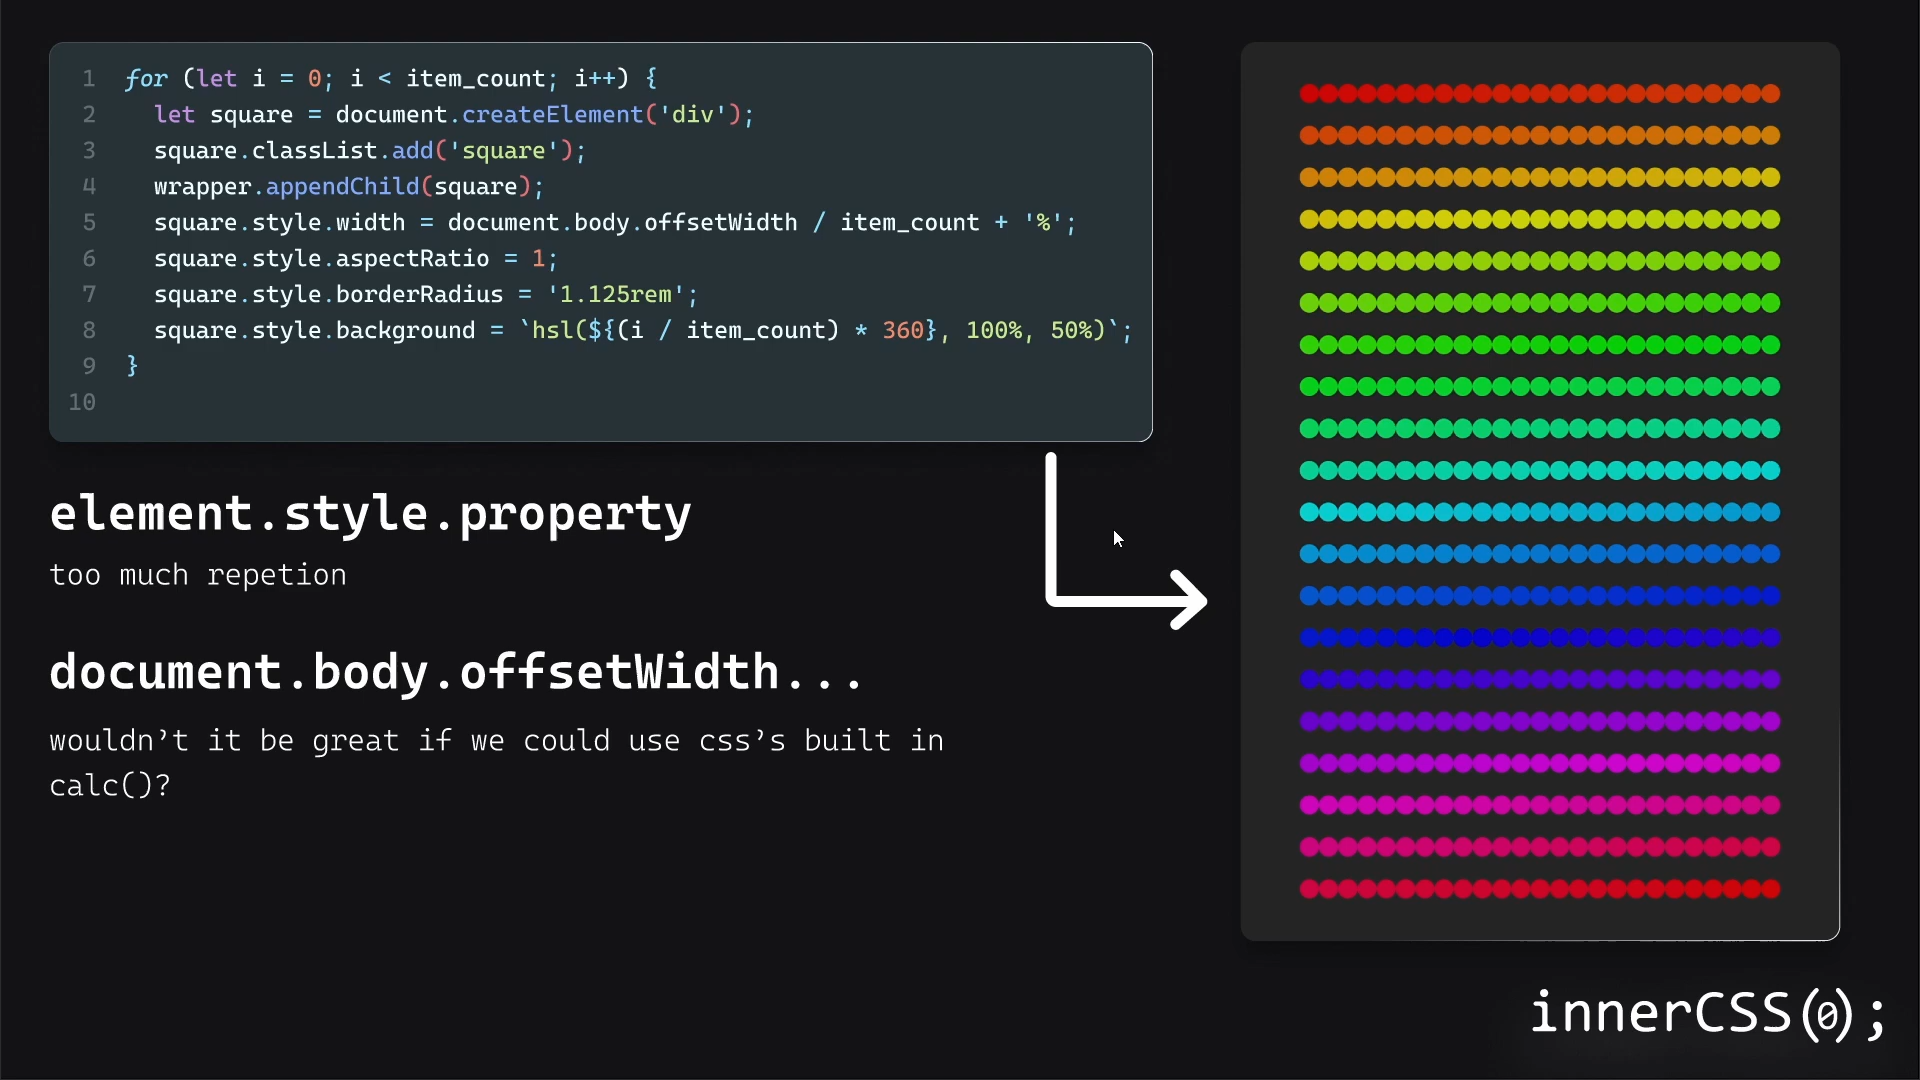 1 for (let i = 0; i < item_count; i++) {
2 let square = document.createElement('div');
3 square.classList.add('square');
4 wrapper.appendChild(square);
5 square.style.width = document.body.offsetWidth / item_count + '%';
6 square.style.aspectRatio = 1;
7 square.style.borderRadius = '1.125rem';
8 square.style.background = `hsl(${(i / item_count) * 360}, 100%, 50%)`;
9 }
10
element.style.property
too much repetion
document.body.offsetWidth...
wouldn’t it be great if we could use css’s built in
calc()?
innerCSS(0);